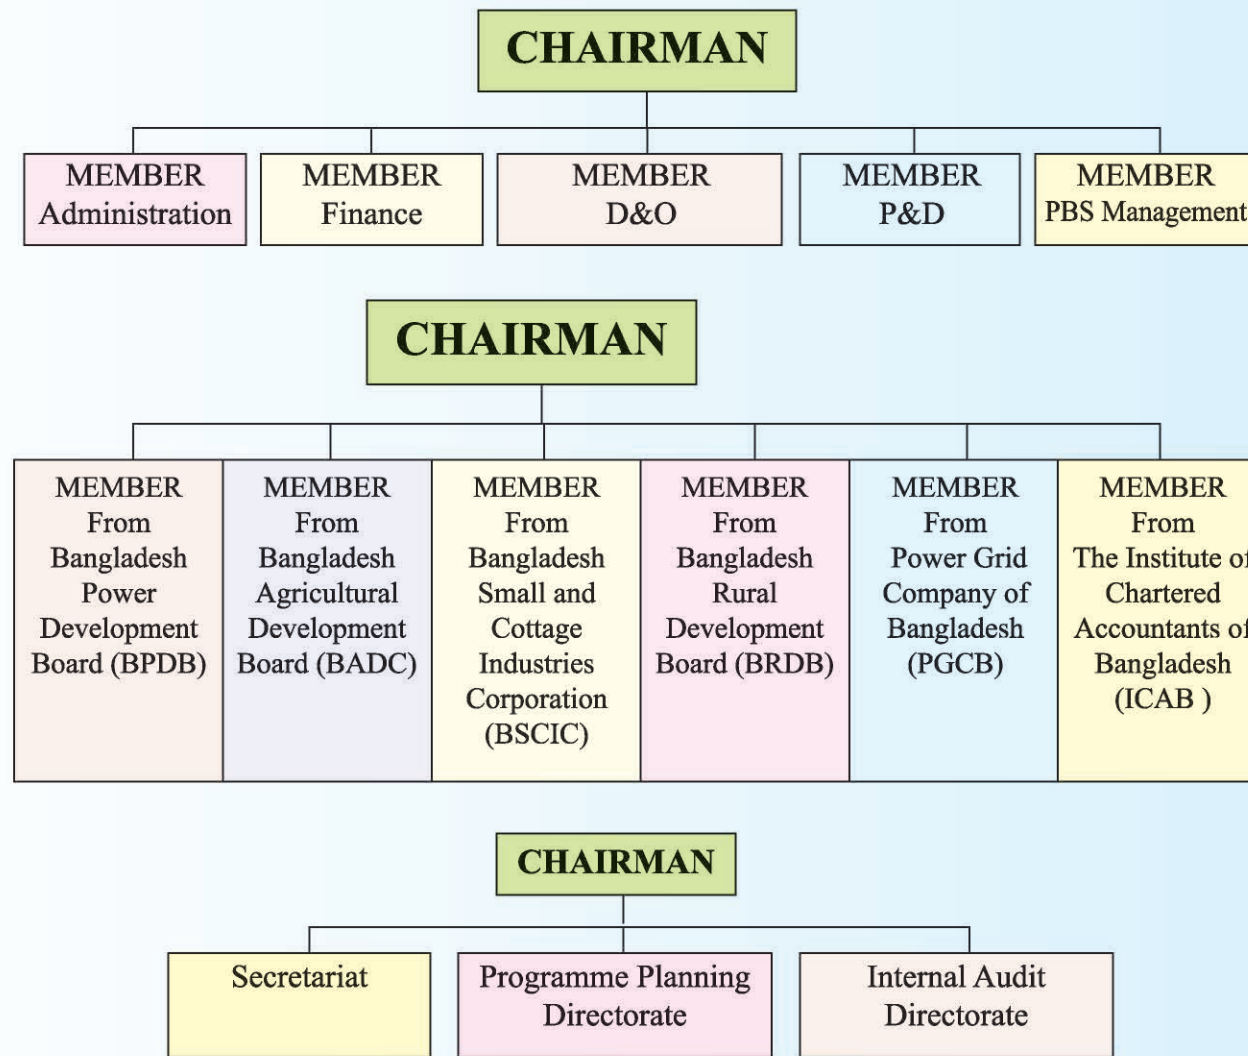 CHAIRMAN
MEMBER
Administration
MEMBER
Finance
MEMBER
D&O
MEMBER
P&D
MEMBER
PBS Management
CHAIRMAN
MEMBER
From
Bangladesh
Power
Development
Board (BPDB)
MEMBER
From
Bangladesh
Agricultural
Development
Board (BADC)
MEMBER
From
Bangladesh
Small and
Cottage
Industries
Corporation
(BSCIC)
MEMBER
From
Bangladesh
Rural
Development
Board (BRDB)
MEMBER
From
Power Grid
Company of
Bangladesh
(PGCB)
MEMBER
From
The Institute of
Chartered
Accountants of
Bangladesh
(ICAB )
CHAIRMAN
Secretariat
Programme Planning
Directorate
Internal Audit
Directorate